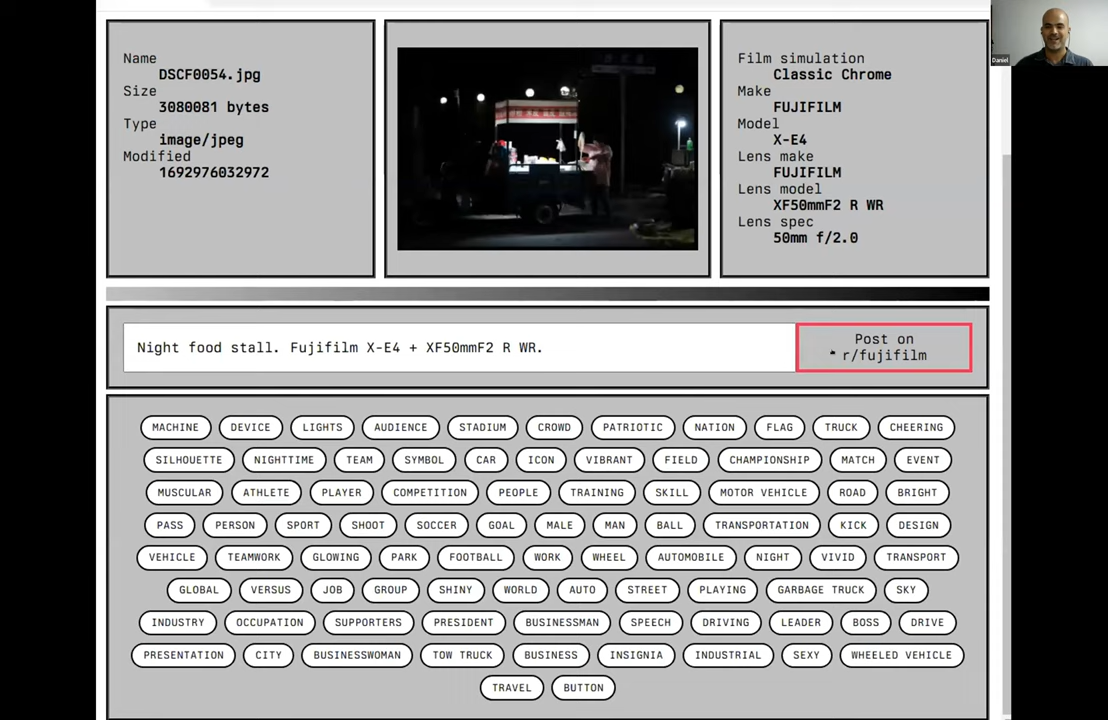 Name
DSCF0054.jpg
Size
3080081 bytes
Type
image/jpeg
Modified
1692976032972
Film simulation
Classic Chrome
Make
FUJIFILM
Model
X-E4
Lens make
FUJIFILM
Lens model
XF50mmF2 R WR
Lens spec
50mm f/2.0
Daniel
Night food stall. Fujifilm X-E4 + XF50mmF2 R WR.
Post on
r/fujifilm
MACHINE DEVICE LIGHTS AUDIENCE STADIUM CROWD PATRIOTIC NATION FLAG TRUCK CHEERING
SILHOUETTE NIGHTTIME TEAM SYMBOL CAR ICON VIBRANT FIELD CHAMPIONSHIP MATCH EVENT
MUSCULAR ATHLETE PLAYER COMPETITION PEOPLE TRAINING SKILL MOTOR VEHICLE ROAD BRIGHT
PASS PERSON SPORT SHOOT SOCCER GOAL MALE MAN BALL TRANSPORTATION KICK DESIGN
VEHICLE TEAMWORK GLOWING PARK FOOTBALL WORK WHEEL AUTOMOBILE NIGHT VIVID TRANSPORT
GLOBAL VERSUS JOB GROUP SHINY WORLD AUTO STREET PLAYING GARBAGE TRUCK SKY
INDUSTRY OCCUPATION SUPPORTERS PRESIDENT BUSINESSMAN SPEECH DRIVING LEADER BOSS DRIVE
PRESENTATION CITY BUSINESSWOMAN TOW TRUCK BUSINESS INSIGNIA INDUSTRIAL SEXY WHEELED VEHICLE
TRAVEL BUTTON